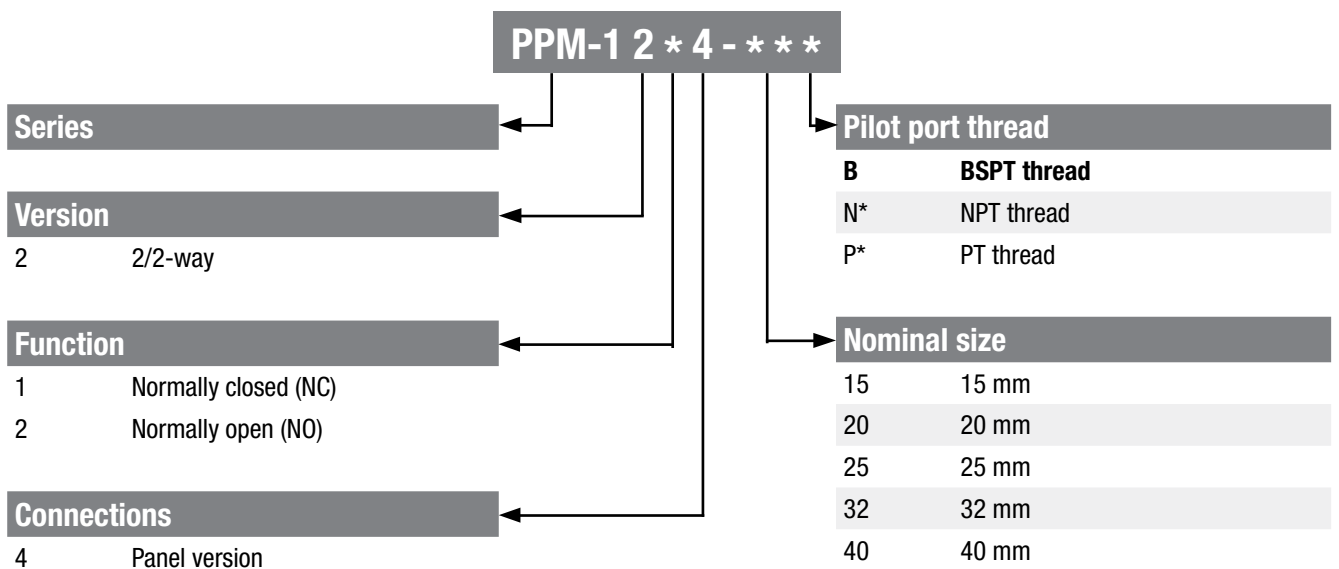 PPM-1 2 * 4 - * * *
Series
Version
2 2/2-way
Function
1 Normally closed (NC)
2 Normally open (NO)
Connections
4 Panel version
Pilot port thread
B BSPT thread
N* NPT thread
P* PT thread
Nominal size
15 15 mm
20 20 mm
25 25 mm
32 32 mm
40 40 mm